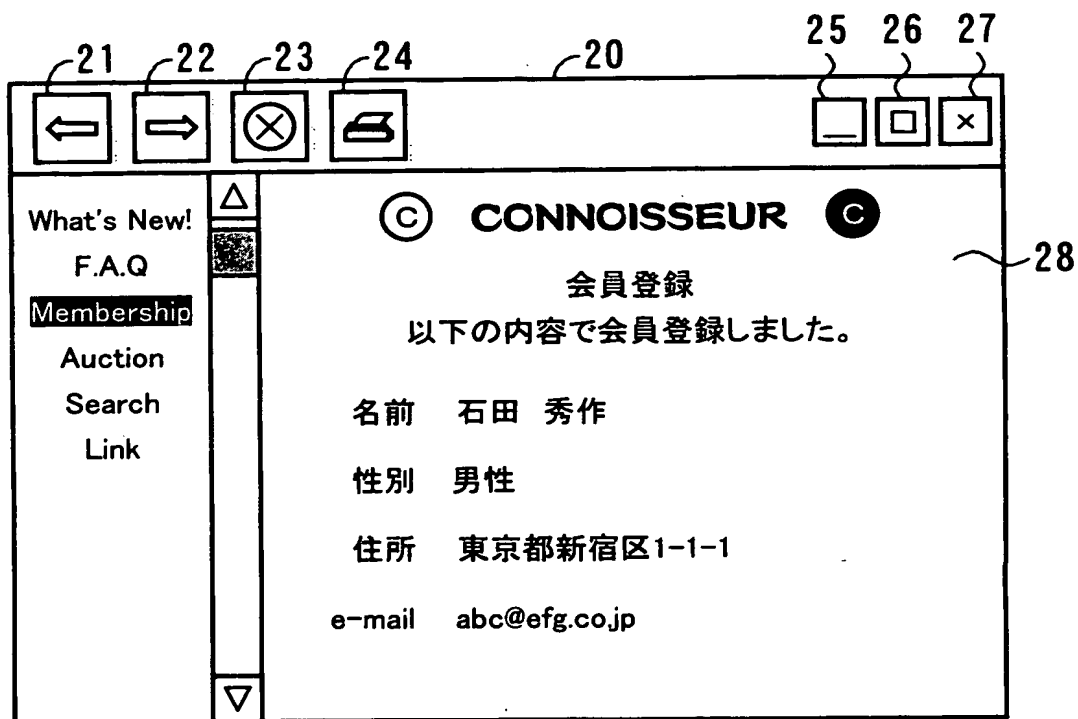 21 22 23 24 20 25 26 27
What's New!
F.A.Q
Membership
Auction
Search
Link
C CONNOISSEUR C
28
会員登録
以下の内容で会員登録しました。
名前 石田 秀作
性別 男性
住所 東京都新宿区1-1-1
e-mail abc@efg.co.jp